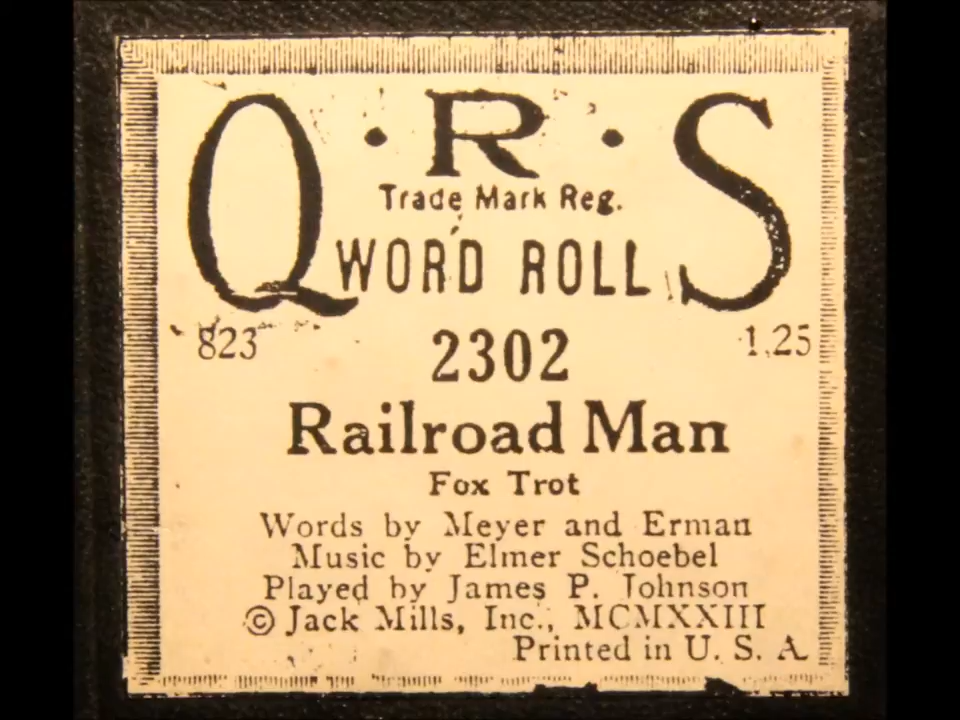 Q · R · S
Trade Mark Reg.
WORD ROLL
823 2302 1.25
Railroad Man
Fox Trot
Words by Meyer and Erman
Music by Elmer Schoebel
Played by James P. Johnson
© Jack Mills, Inc., MCMXXIII
Printed in U. S. A